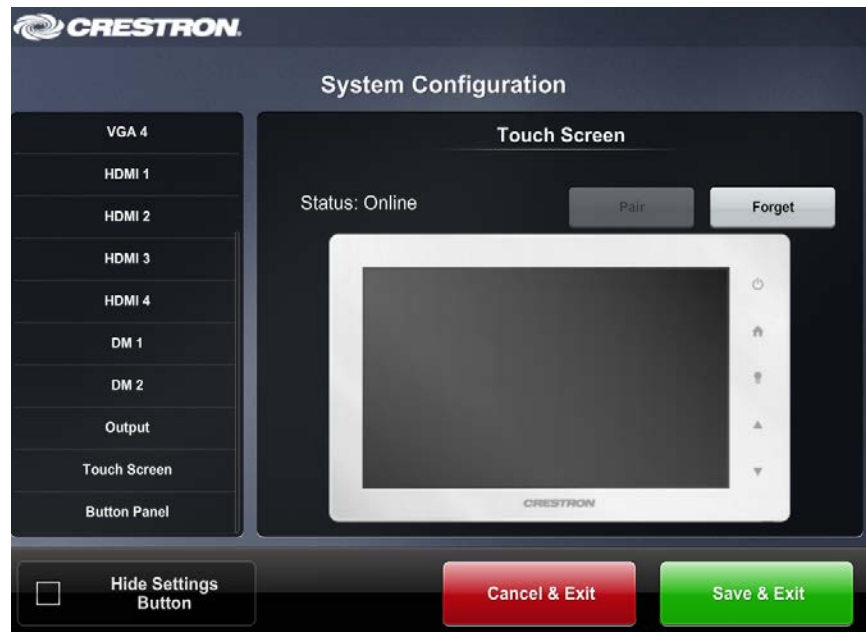 CRESTRON.
System Configuration
VGA 4
HDMI 1
HDMI 2
HDMI 3
HDMI 4
DM 1
DM 2
Output
Touch Screen
Button Panel
Touch Screen
Status: Online
Pair
Forget
CRESTRON
Hide Settings
Button
Cancel & Exit
Save & Exit